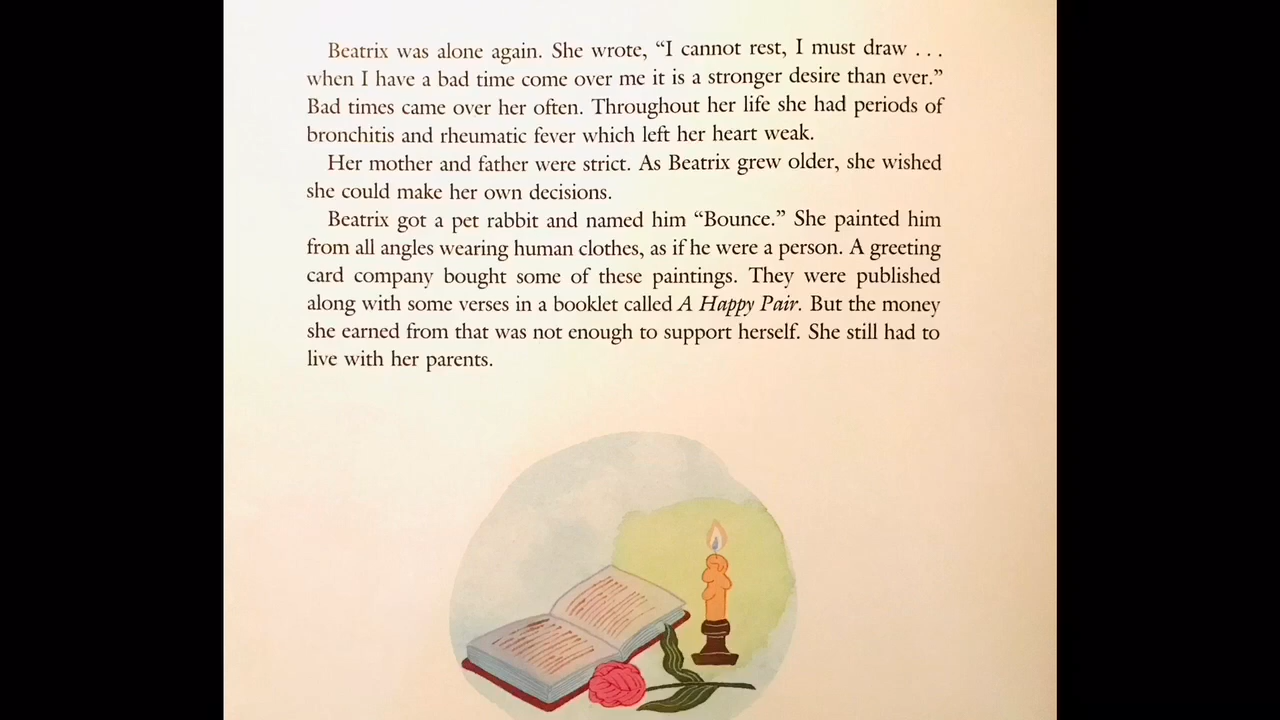 Beatrix was alone again. She wrote, “I cannot rest, I must draw . . .
when I have a bad time come over me it is a stronger desire than ever.”
Bad times came over her often. Throughout her life she had periods of
bronchitis and rheumatic fever which left her heart weak.
Her mother and father were strict. As Beatrix grew older, she wished
she could make her own decisions.
Beatrix got a pet rabbit and named him “Bounce.” She painted him
from all angles wearing human clothes, as if he were a person. A greeting
card company bought some of these paintings. They were published
along with some verses in a booklet called A Happy Pair. But the money
she earned from that was not enough to support herself. She still had to
live with her parents.